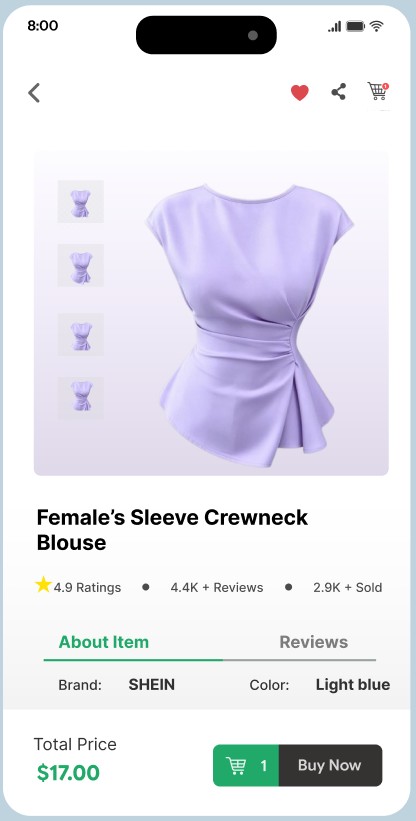 8:00
Female’s Sleeve Crewneck
Blouse
4.9 Ratings ● 4.4K + Reviews ● 2.9K + Sold
About Item Reviews
Brand: SHEIN Color: Light blue
Total Price
$17.00
1 Buy Now